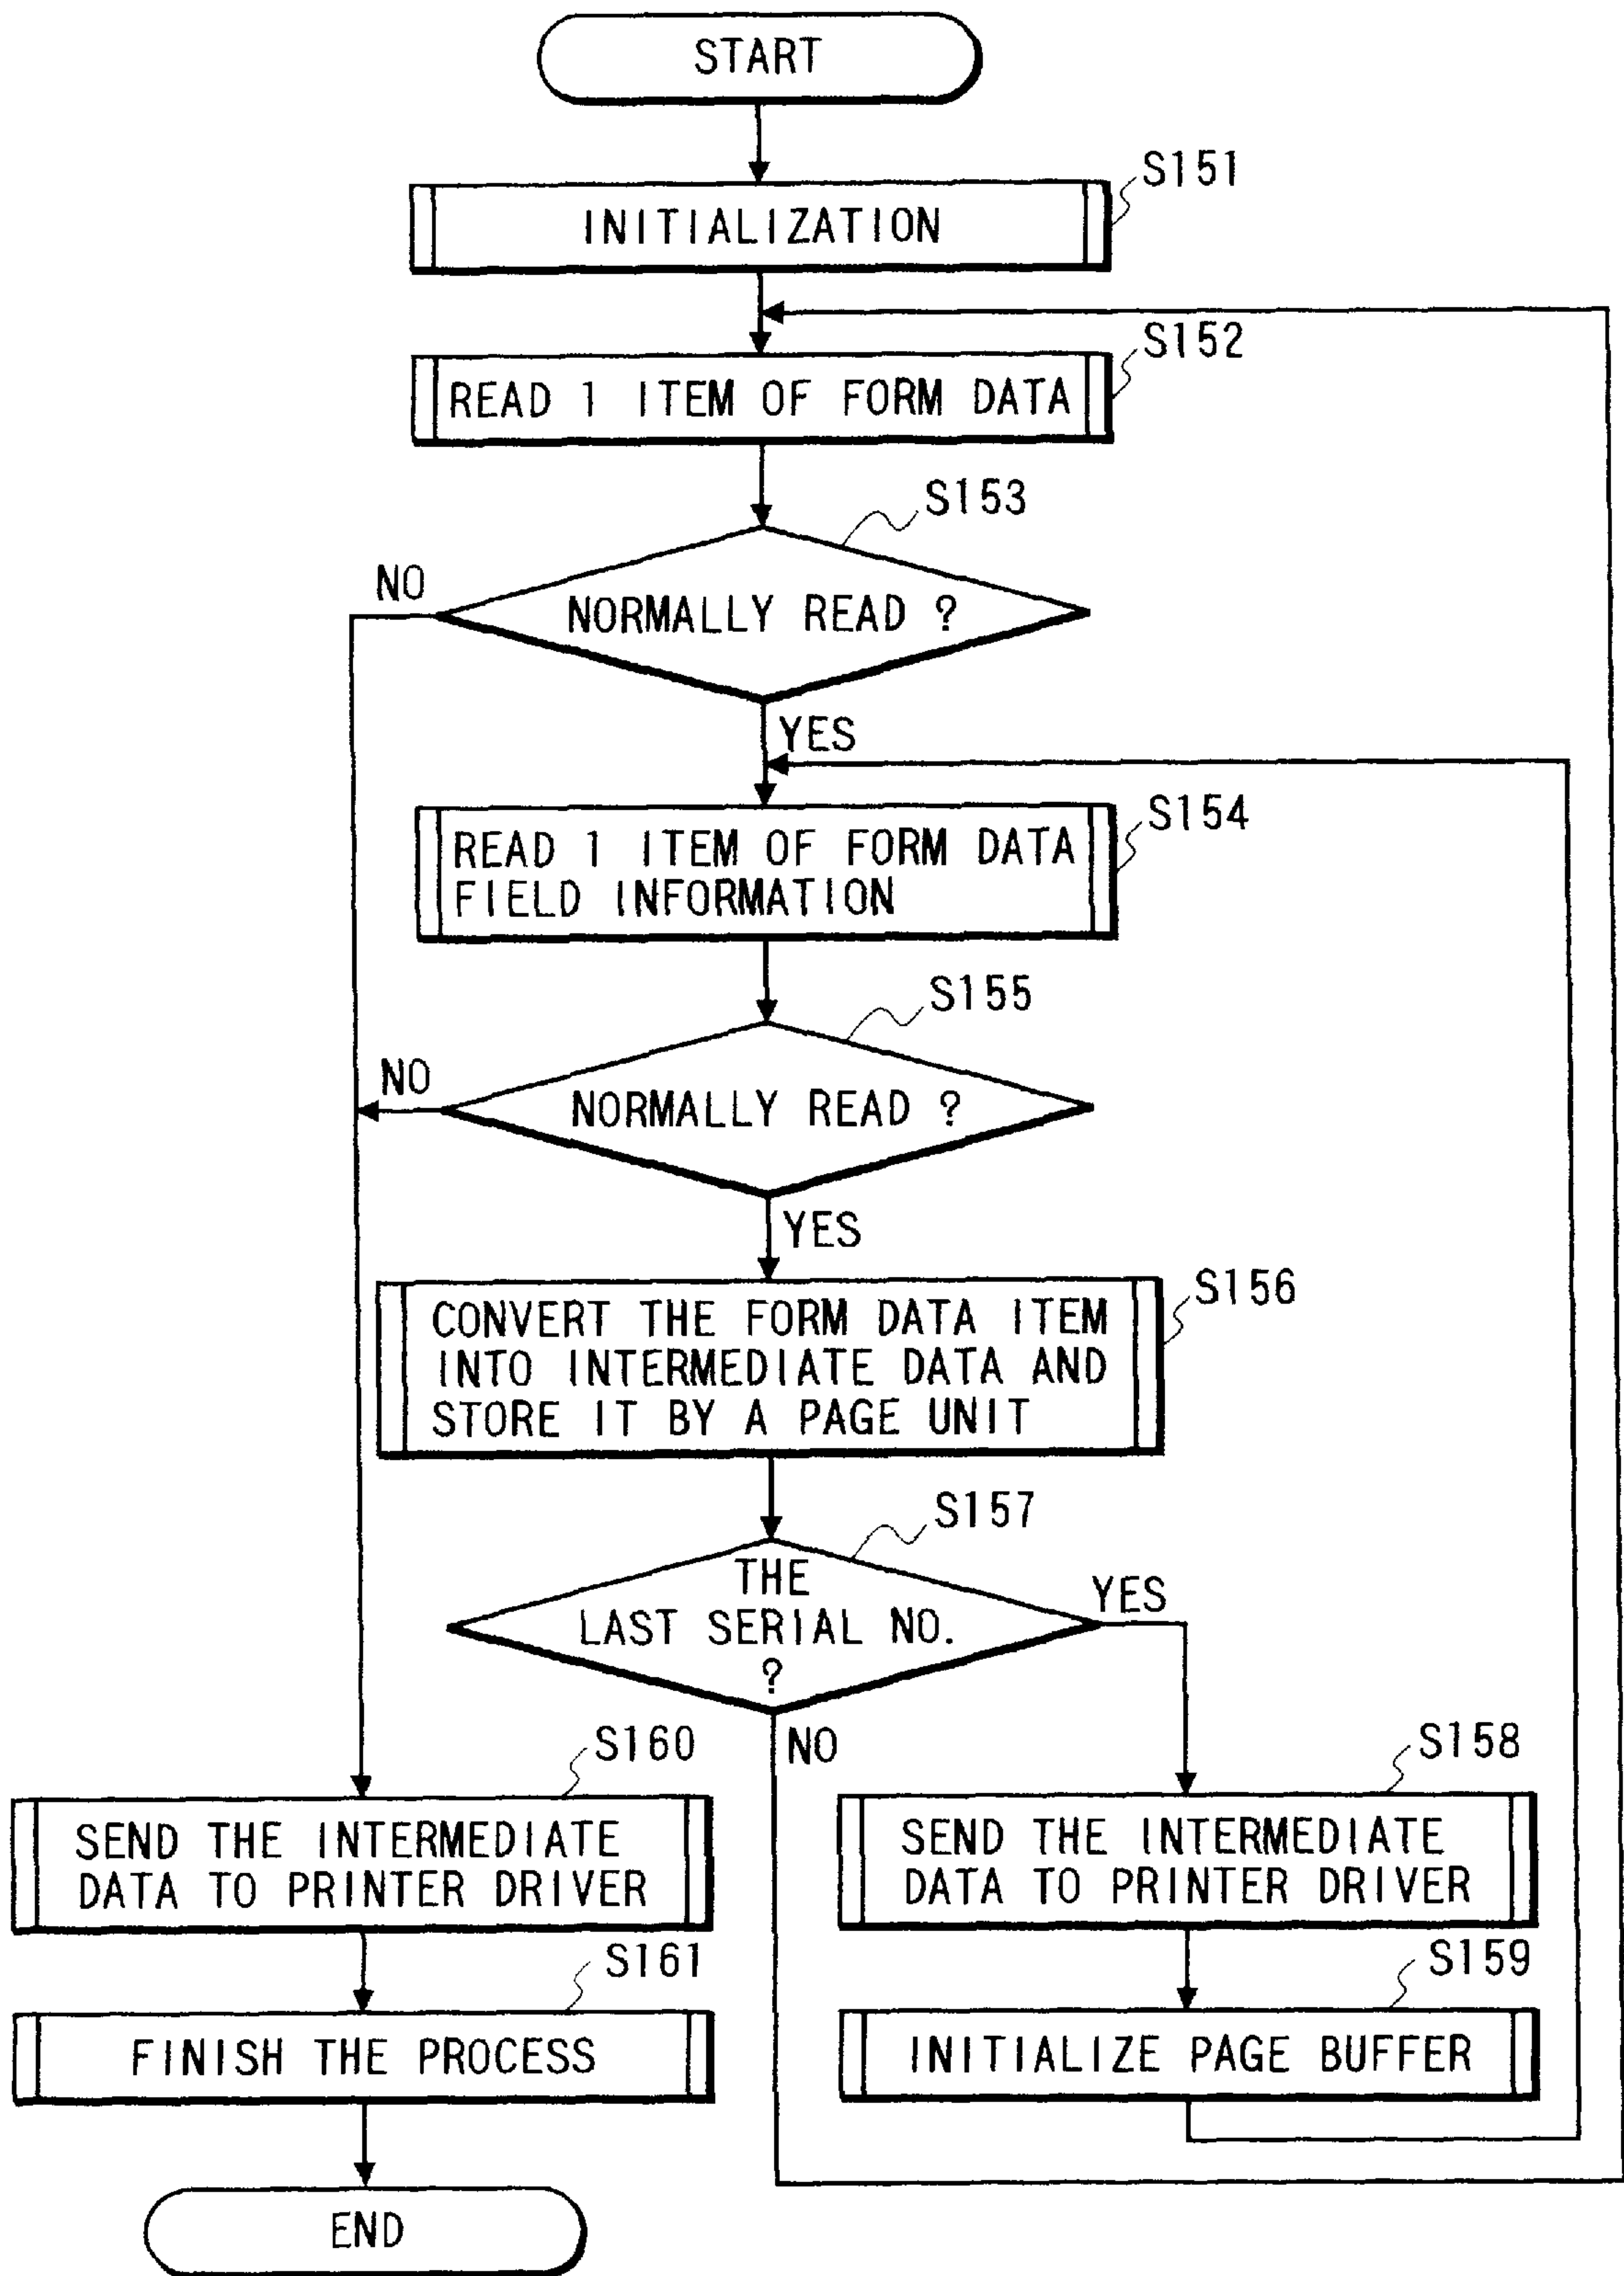 START
S151
INITIALIZATION
S152
READ 1 ITEM OF FORM DATA
S153
NO
NORMALLY READ ?
YES
S154
READ 1 ITEM OF FORM DATA
FIELD INFORMATION
S155
NO
NORMALLY READ ?
YES
S156
CONVERT THE FORM DATA ITEM
INTO INTERMEDIATE DATA AND
STORE IT BY A PAGE UNIT
S157
THE
LAST SERIAL NO.
?
YES
NO
S160
SEND THE INTERMEDIATE
DATA TO PRINTER DRIVER
S158
SEND THE INTERMEDIATE
DATA TO PRINTER DRIVER
S161
FINISH THE PROCESS
S159
INITIALIZE PAGE BUFFER
END